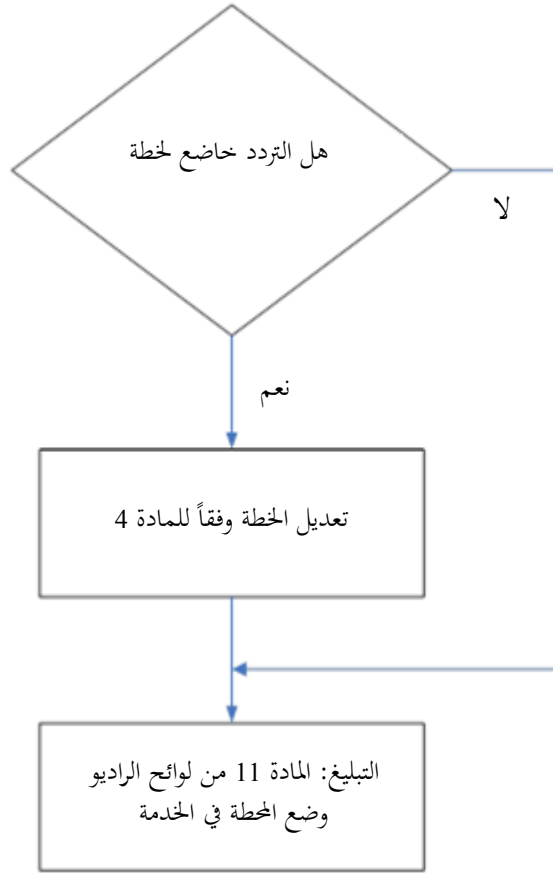 هل التردد خاضع لخطة
لا
نعم
تعديل الخطة وفقاً للمادة 4
التبليغ: المادة 11 من لوائح الراديو
وضع المحطة في الخدمة